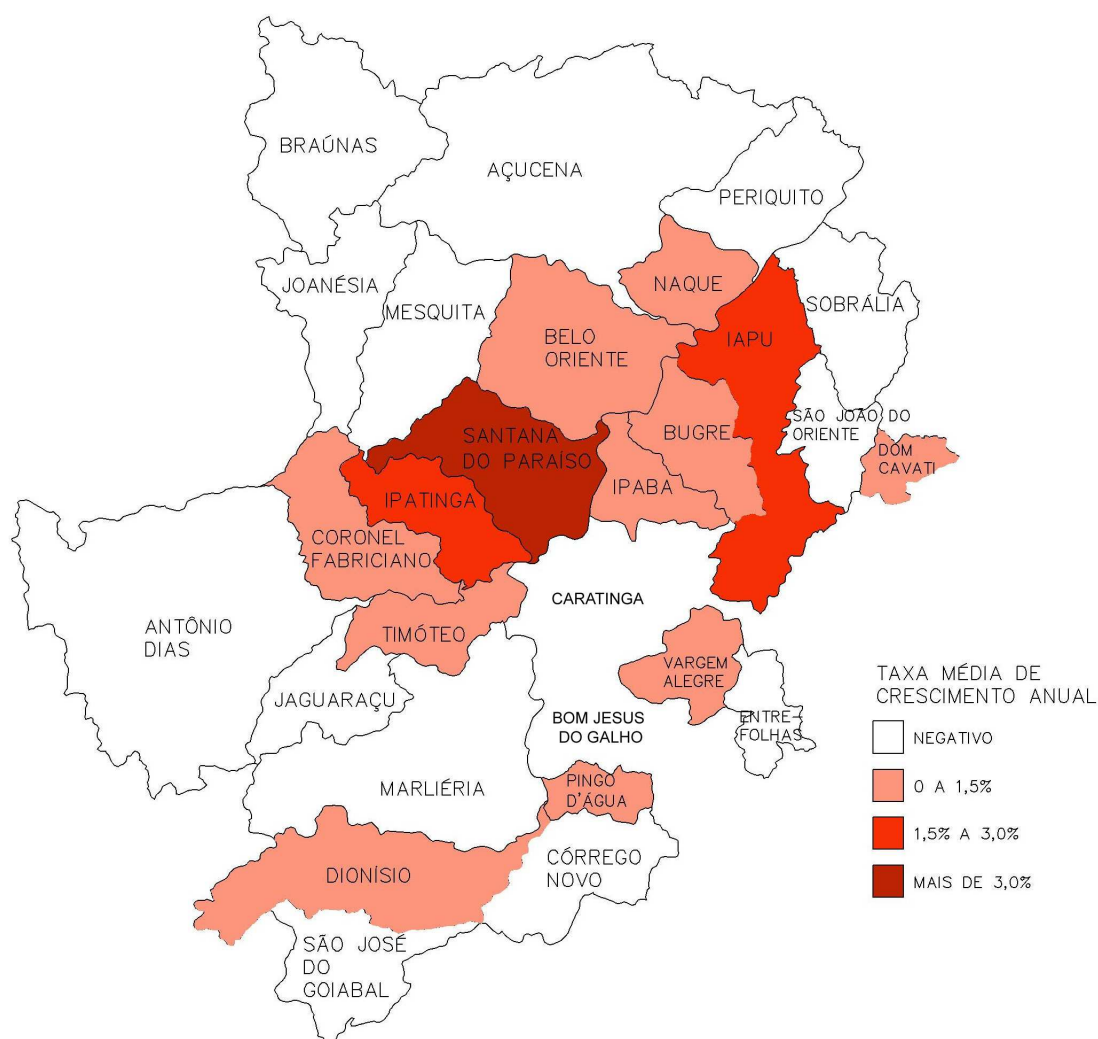 BRAÚNAS
AÇUCENA
PERIQUITO
JOANÉSIA
NAQUE
MESQUITA
SOBRÁLIA
BELO
ORIENTE
IAPU
SÃO JOÃO DO
ORIENTE
BUGRE
SANTANA
DO PARAÍSO
DOM
CAVATI
IPABA
IPATINGA
CORONEL
FABRICIANO
CARATINGA
ANTÔNIO
DIAS
TIMÓTEO
VARGEM
ALEGRE
JAGUARAÇU
BOM JESUS
DO GALHO
ENTRE-
FOLHAS
PINGO
D'ÁGUA
MARLIÉRIA
CÓRREGO
NOVO
DIONÍSIO
SÃO JOSÉ
DO
GOIABAL
TAXA MÉDIA DE
CRESCIMENTO ANUAL
NEGATIVO
0 A 1,5%
1,5% A 3,0%
MAIS DE 3,0%